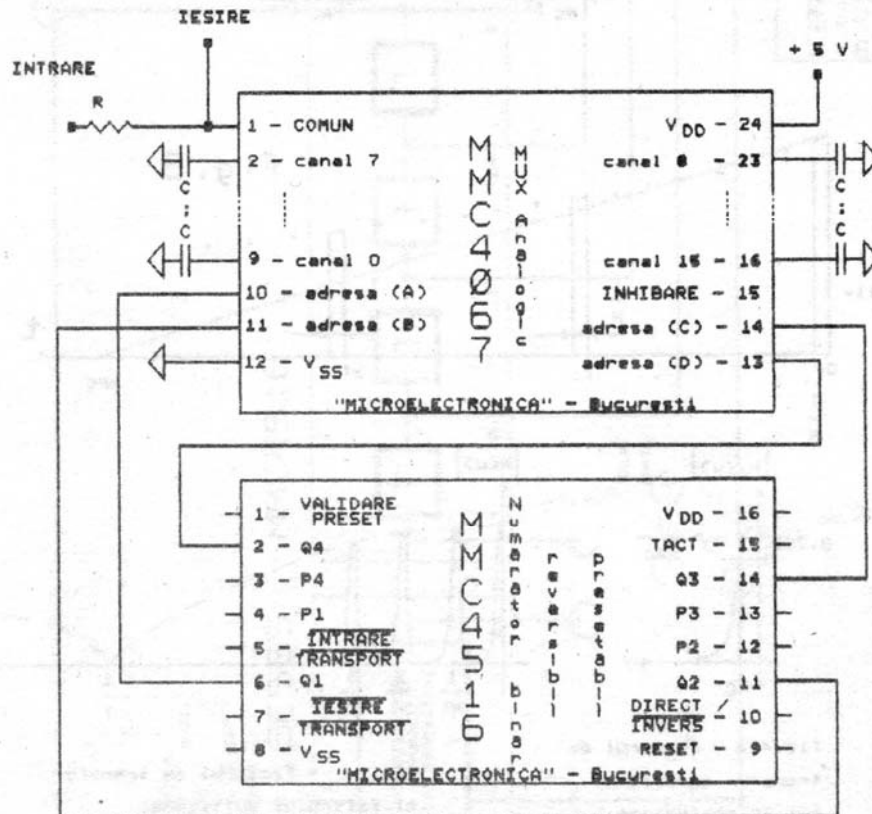 IESIRE
INTRARE
+ 5 V
R
1 - COMUN
VDD - 24
2 - canal 7
canal 8 - 23
C
;
C
C
;
C
9 - canal 0
canal 15 - 16
10 - adresa (A)
INHIBARE - 15
11 - adresa (B)
adresa (C) - 14
12 - VSS
adresa (D) - 13
MMC4067
MUX Analogic
"MICROELECTRONICA" - Bucuresti
1 - VALIDARE
PRESET
VDD - 16
2 - Q4
TACT - 15
3 - P4
Q3 - 14
4 - P1
P3 - 13
5 - INTRARE
TRANSPORT
P2 - 12
6 - Q1
Q2 - 11
7 - IESIRE
TRANSPORT
DIRECT /
INVERS - 10
8 - VSS
RESET - 9
MMC4516
Numarator binar
reversibil
presetabil
"MICROELECTRONICA" - Bucuresti